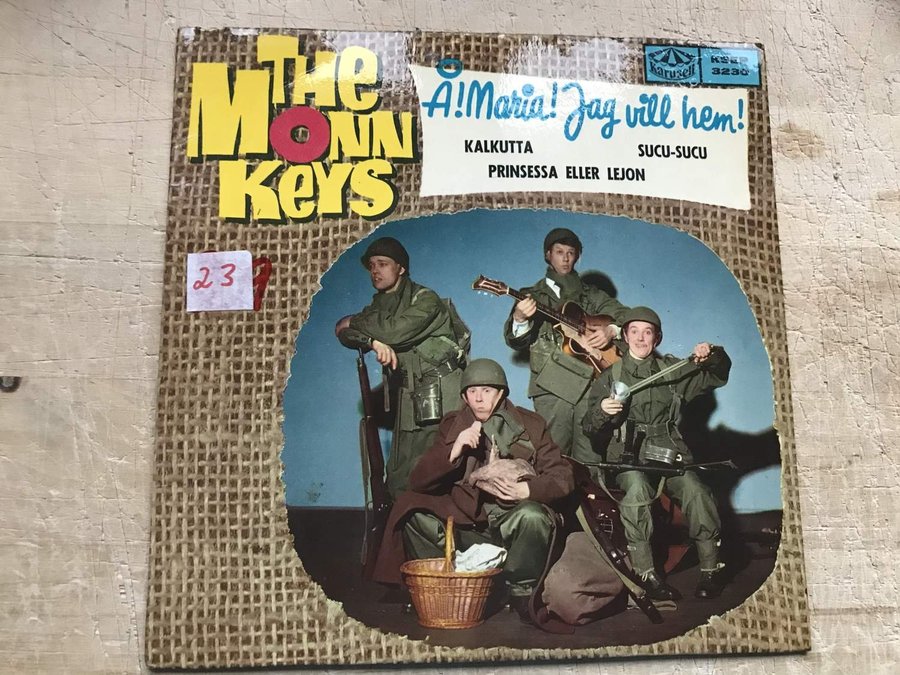 THE
MONN
KEYS
Å! Maria! Jag vill hem!
KALKUTTA SUCU-SUCU
PRINSESSA ELLER LEJON
Karusell
KSEP
3230
23